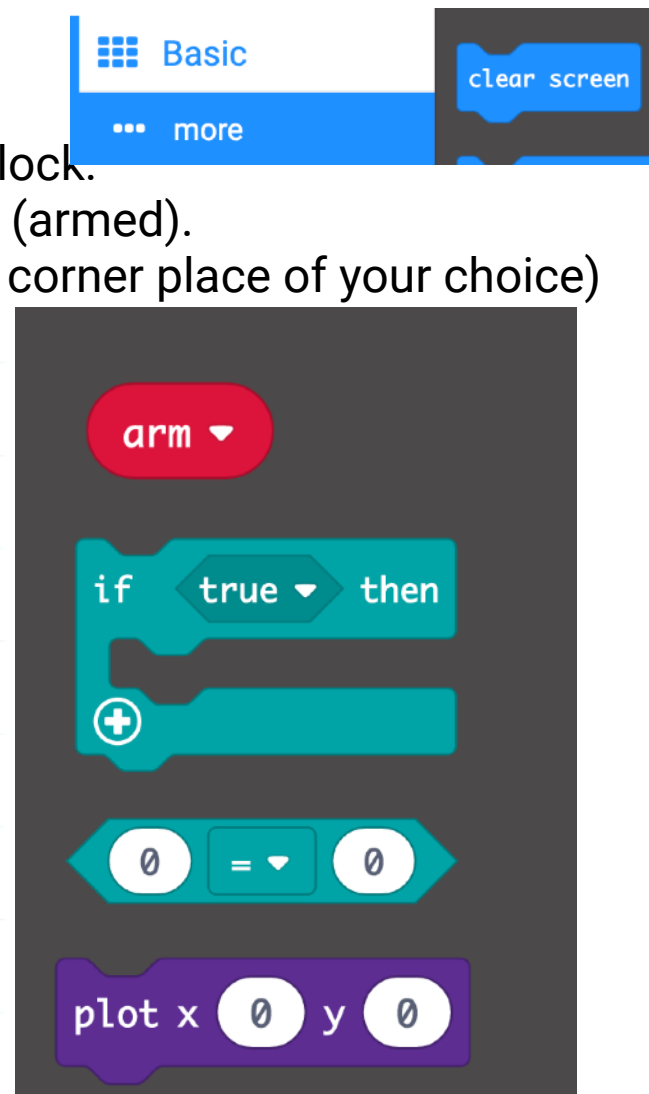 Basic
clear screen
••• more
lock.
(armed).
corner place of your choice)
arm
if true then
0 = 0
plot x 0 y 0